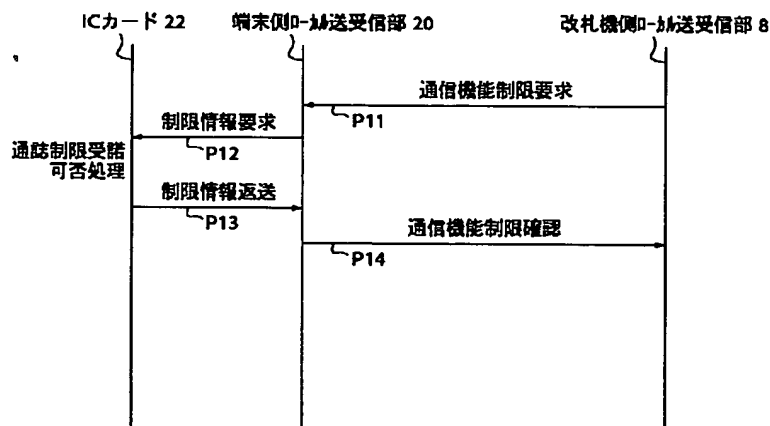 ICカード 22
端末側ローカル送受信部 20
改札機側ローカル送受信部 8
通信機能制限要求
P11
制限情報要求
P12
通誌制限受諾
可否処理
制限情報返送
P13
通信機能制限確認
P14